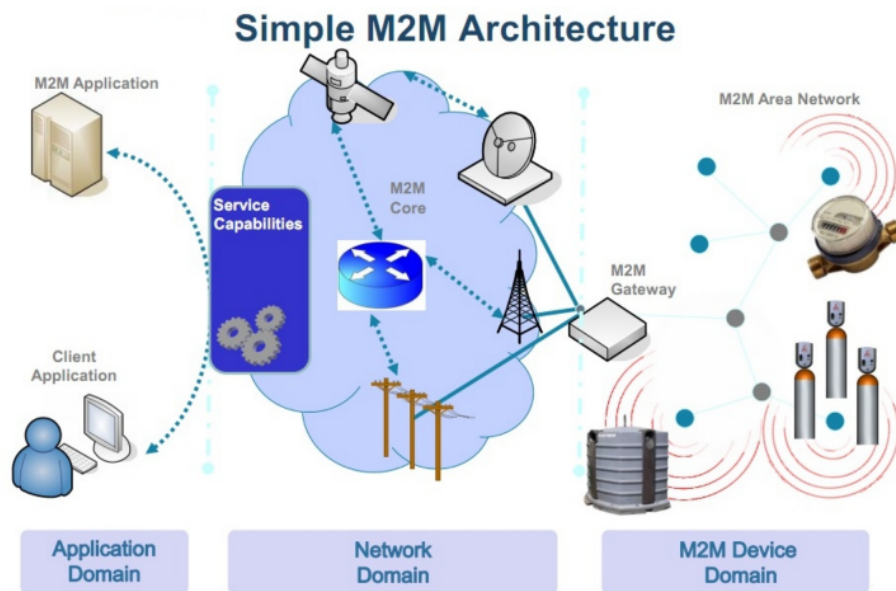 Simple M2M Architecture
M2M Application
M2M Area Network
M2M
Core
Service
Capabilities
M2M
Gateway
Client
Application
Application
Domain
Network
Domain
M2M Device
Domain